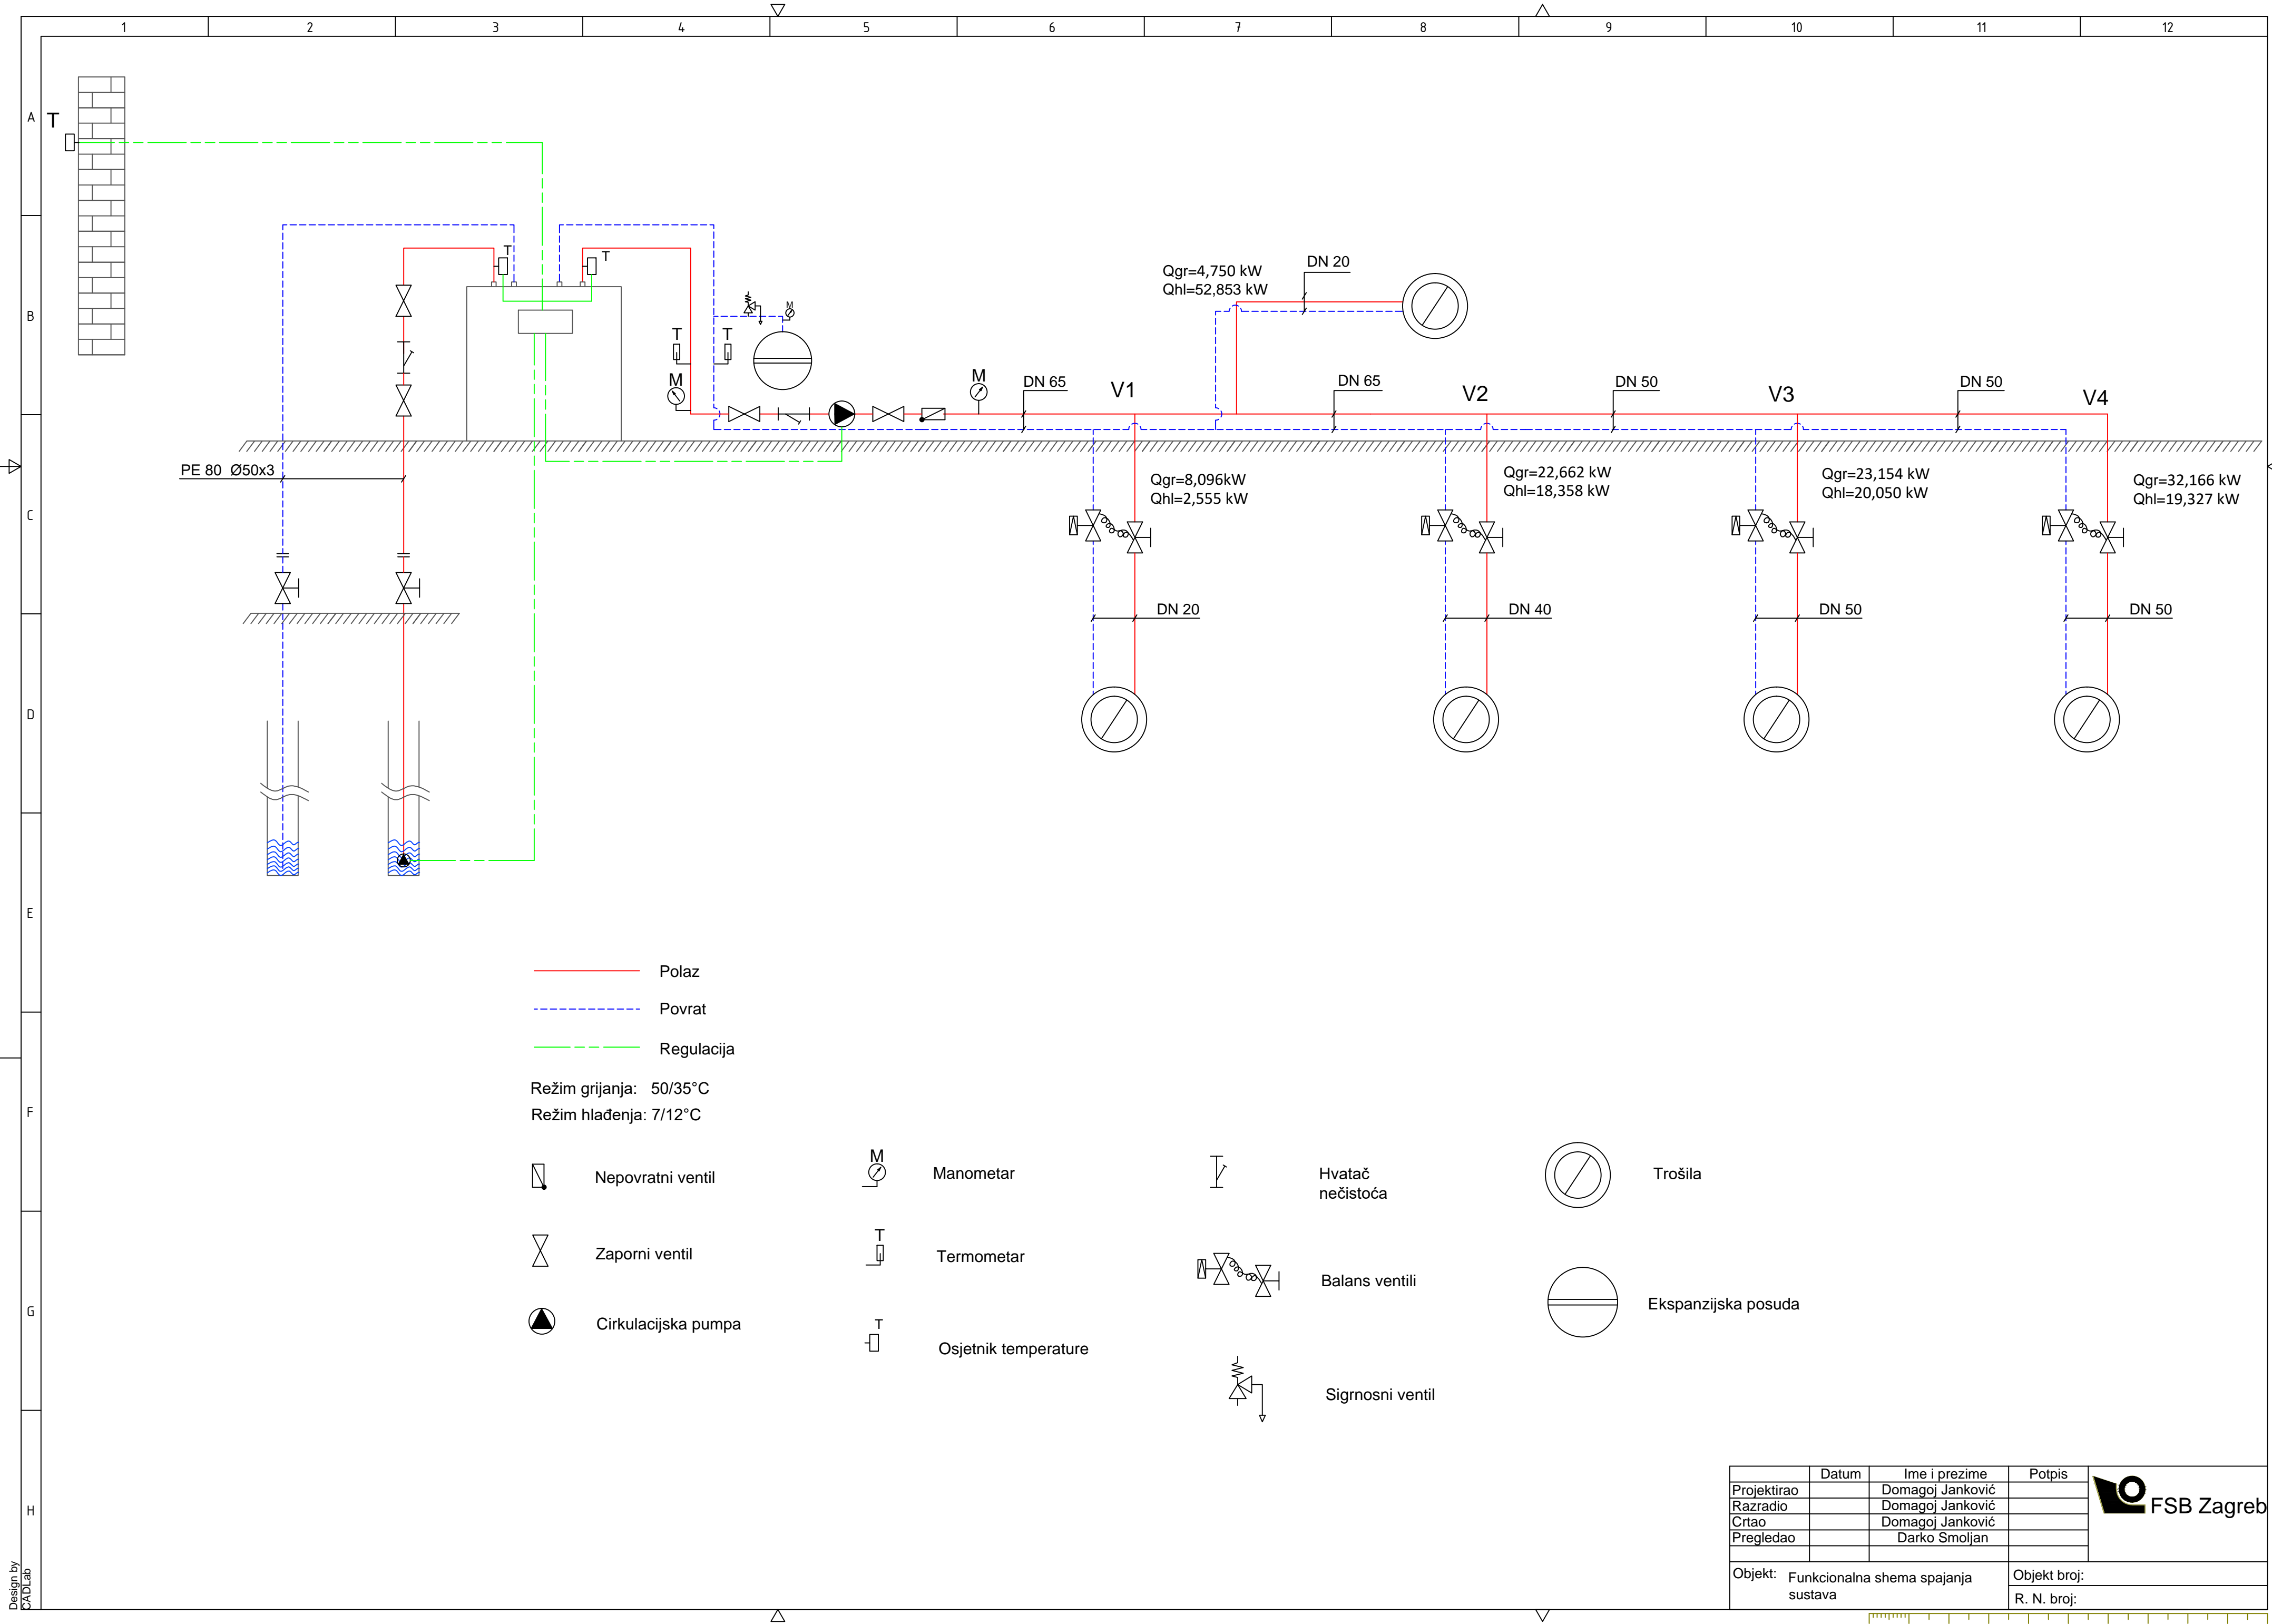 1 2 3 4 5 6 7 8 9 10 11 12
A
B
C
D
E
F
G
H
T
T
T
T
T
M
M
M
PE 80 Ø50x3
Qgr=4,750 kW
Qhl=52,853 kW
DN 20
DN 65
V1
DN 65
V2
DN 50
V3
DN 50
V4
Qgr=8,096kW
Qhl=2,555 kW
Qgr=22,662 kW
Qhl=18,358 kW
Qgr=23,154 kW
Qhl=20,050 kW
Qgr=32,166 kW
Qhl=19,327 kW
DN 20
DN 40
DN 50
DN 50
Polaz
Povrat
Regulacija
Režim grijanja: 50/35°C
Režim hlađenja: 7/12°C
Nepovratni ventil
M
Manometar
Hvatač
nečistoća
Trošila
Zaporni ventil
T
Termometar
Balans ventili
Ekspanzijska posuda
Cirkulacijska pumpa
T
Osjetnik temperature
Sigrnosni ventil
Datum Ime i prezime Potpis
Projektirao Domagoj Janković
Razradio Domagoj Janković
Crtao Domagoj Janković
Pregledao Darko Smoljan
FSB Zagreb
Objekt: Funkcionalna shema spajanja
sustava
Objekt broj:
R. N. broj:
Design by
CADLab